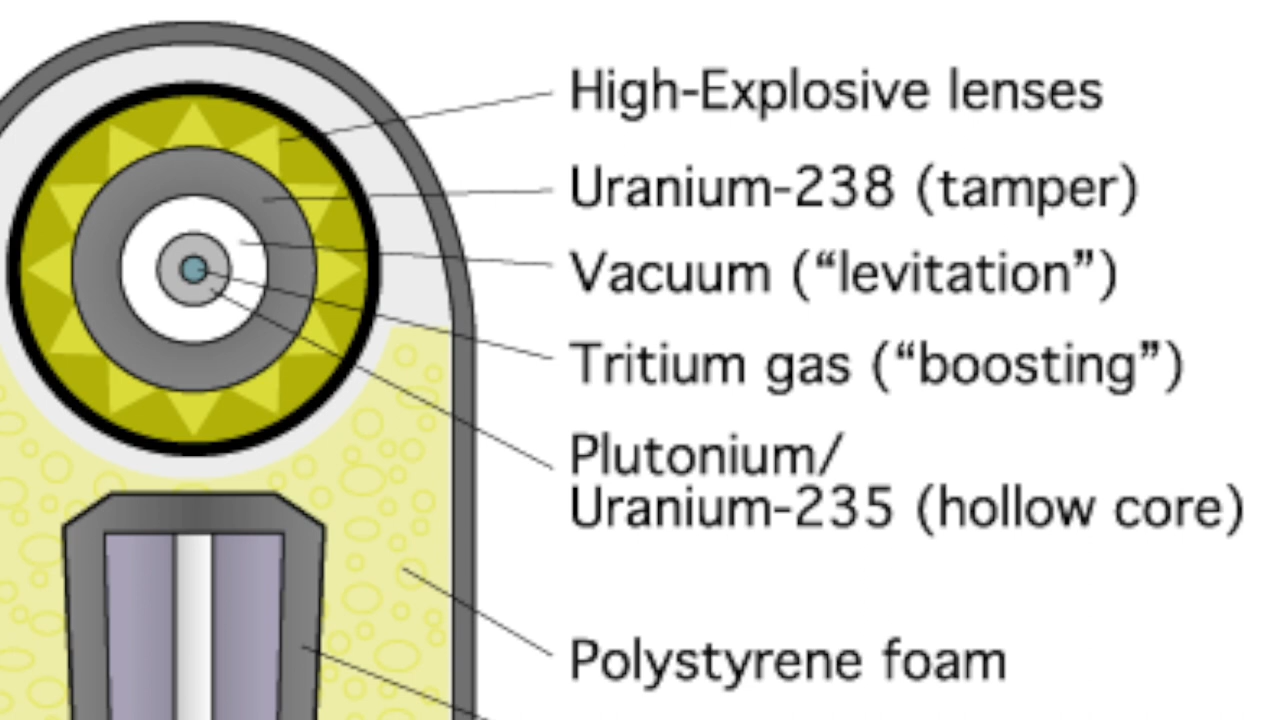 High-Explosive lenses
Uranium-238 (tamper)
Vacuum (“levitation”)
Tritium gas (“boosting”)
Plutonium/
Uranium-235 (hollow core)
Polystyrene foam